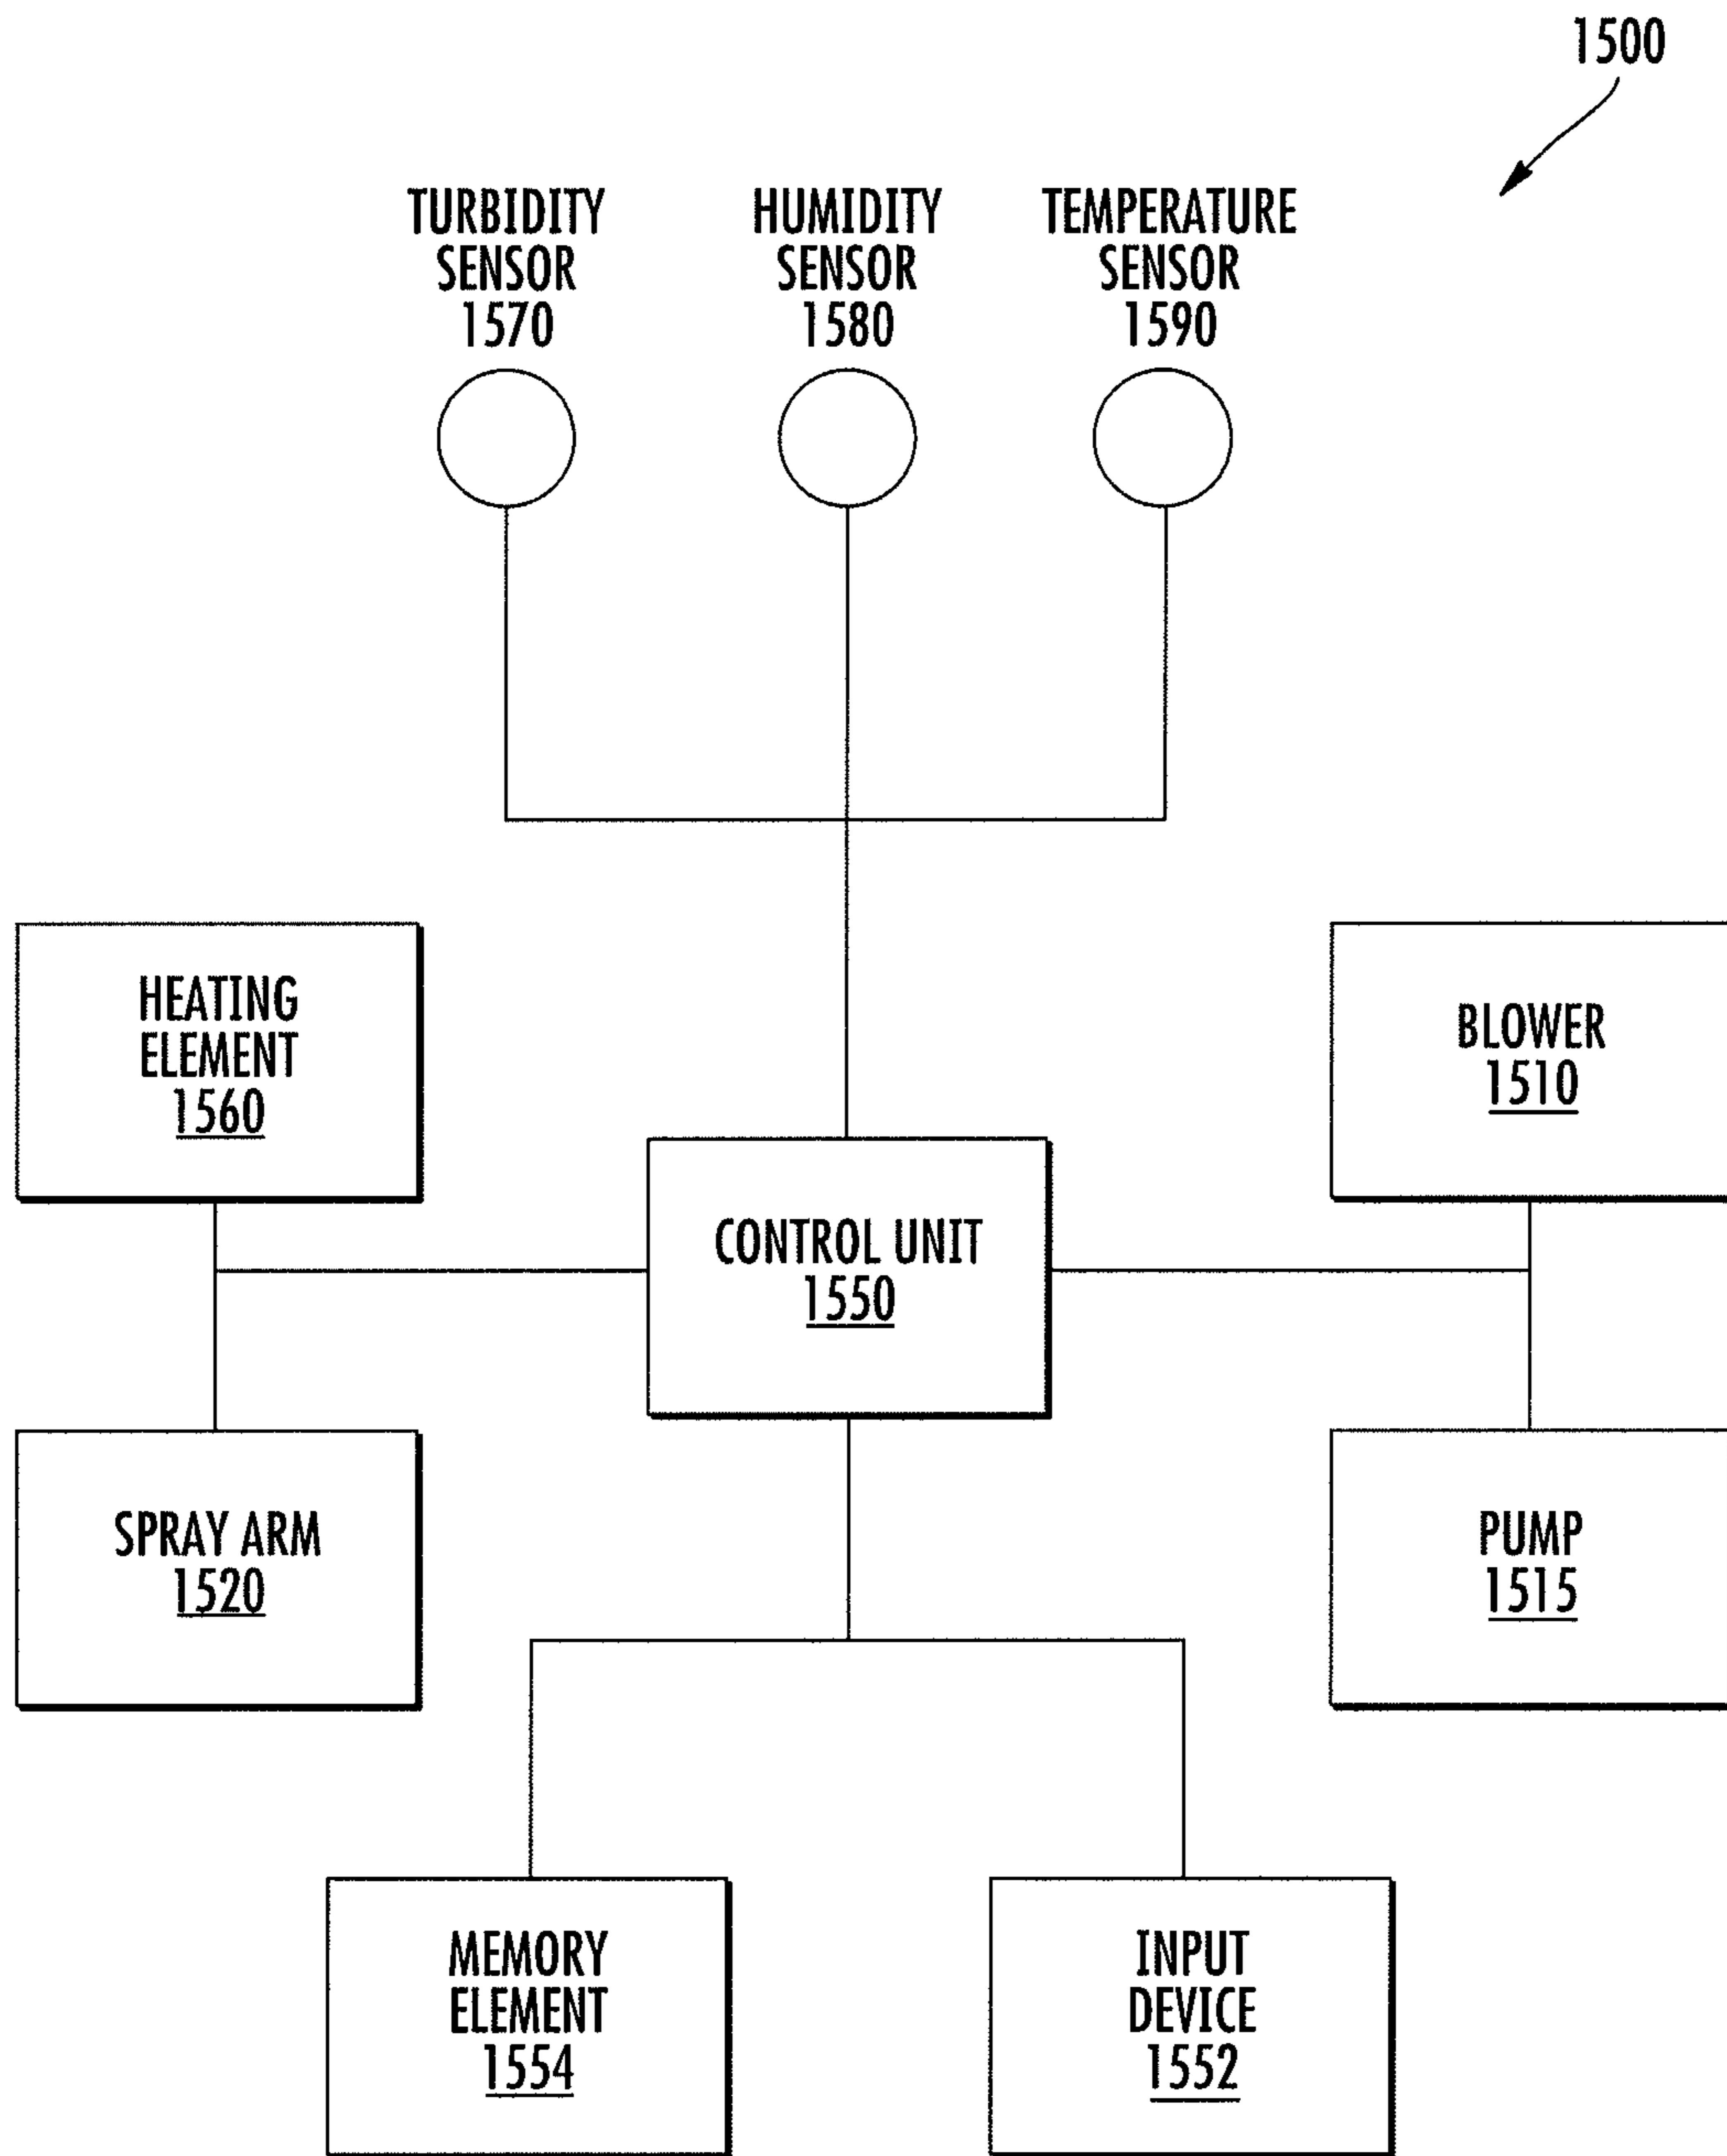 1500
TURBIDITY
SENSOR
1570
HUMIDITY
SENSOR
1580
TEMPERATURE
SENSOR
1590
HEATING
ELEMENT
1560
BLOWER
1510
CONTROL UNIT
1550
SPRAY ARM
1520
PUMP
1515
MEMORY
ELEMENT
1554
INPUT
DEVICE
1552